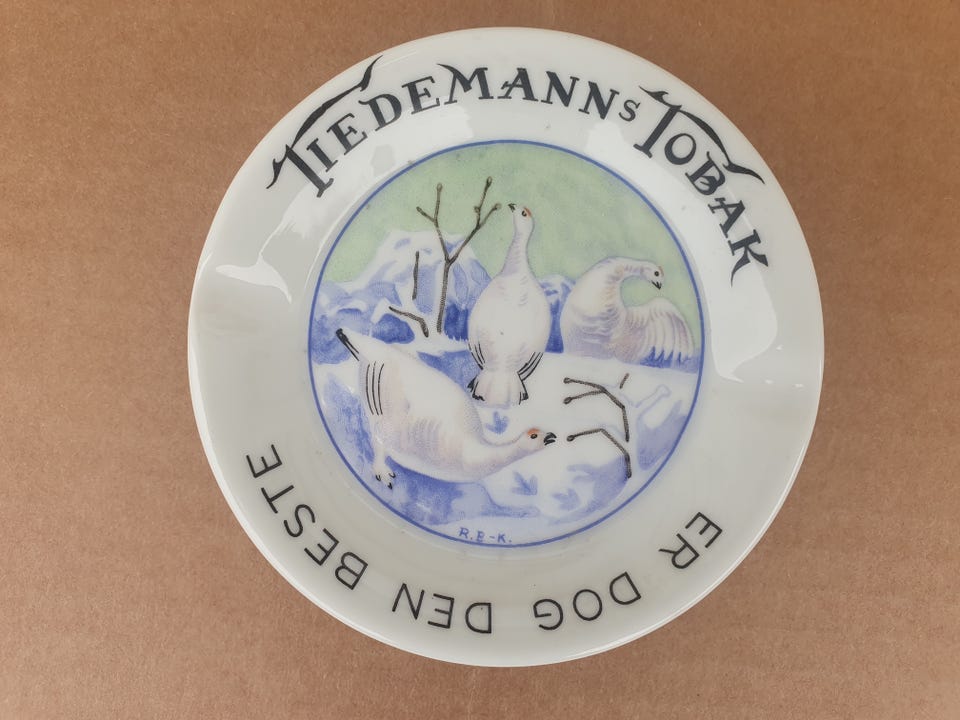 TIEDEMANNS TOBAK
R.B-K.
ER DOG DEN BESTE